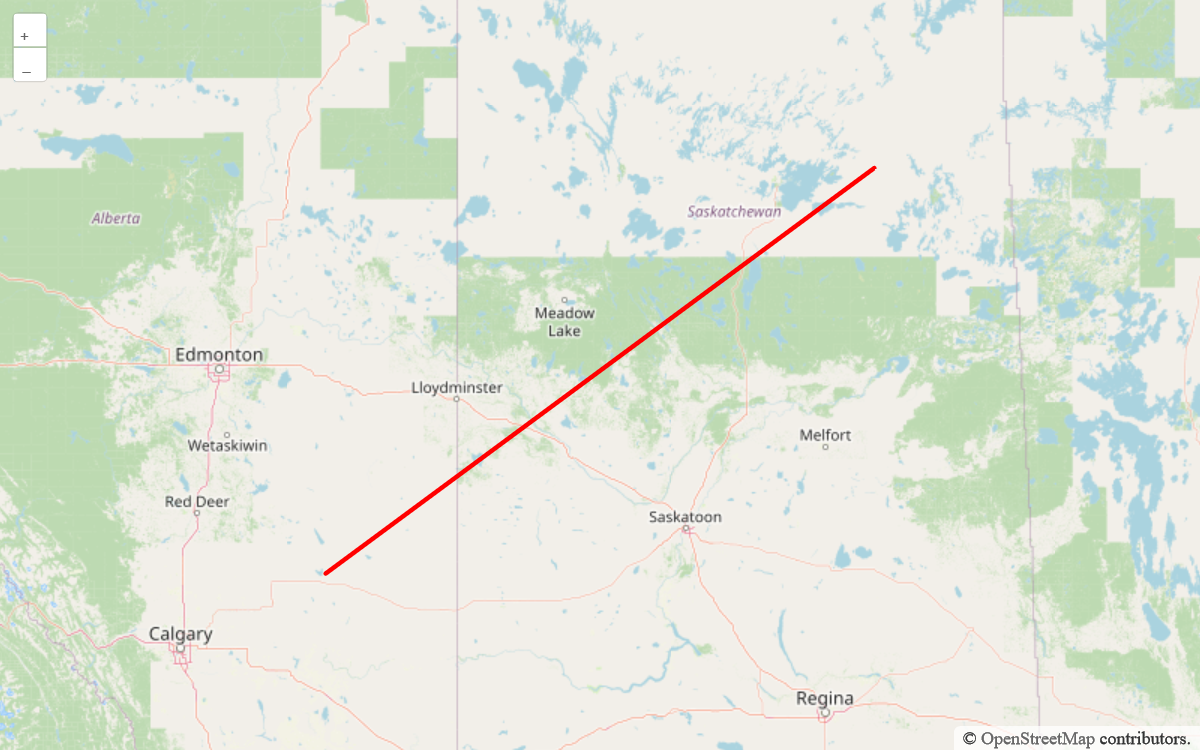 +
–
Alberta
Saskatchewan
Meadow
Lake
Edmonton
Lloydminster
Wetaskiwin
Melfort
Red Deer
Saskatoon
Calgary
Regina
© OpenStreetMap contributors.